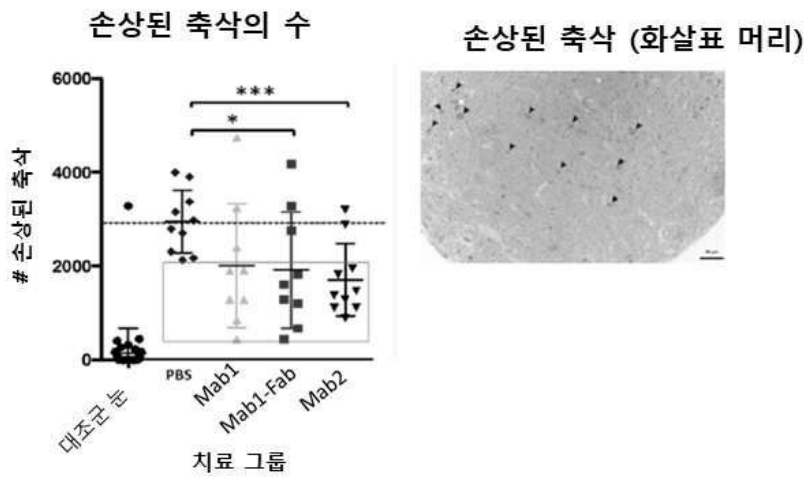 손상된 축삭의 수
손상된 축삭 (화살표 머리)
# 손상된 축삭
6000
4000
2000
0
***
*
대조군 눈
PBS
Mab1
Mab1-Fab
Mab2
치료 그룹